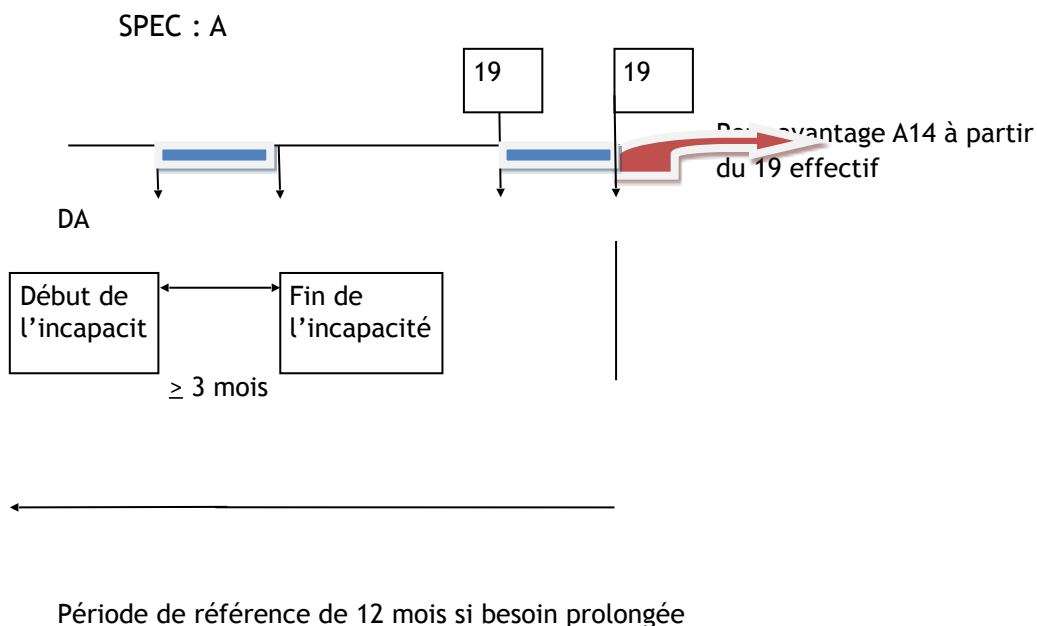 SPEC : A
19
19
avantage A14 à partir
du 19 effectif
DA
Début de
l’incapacit
Fin de
l’incapacité
≥ 3 mois
Période de référence de 12 mois si besoin prolongée